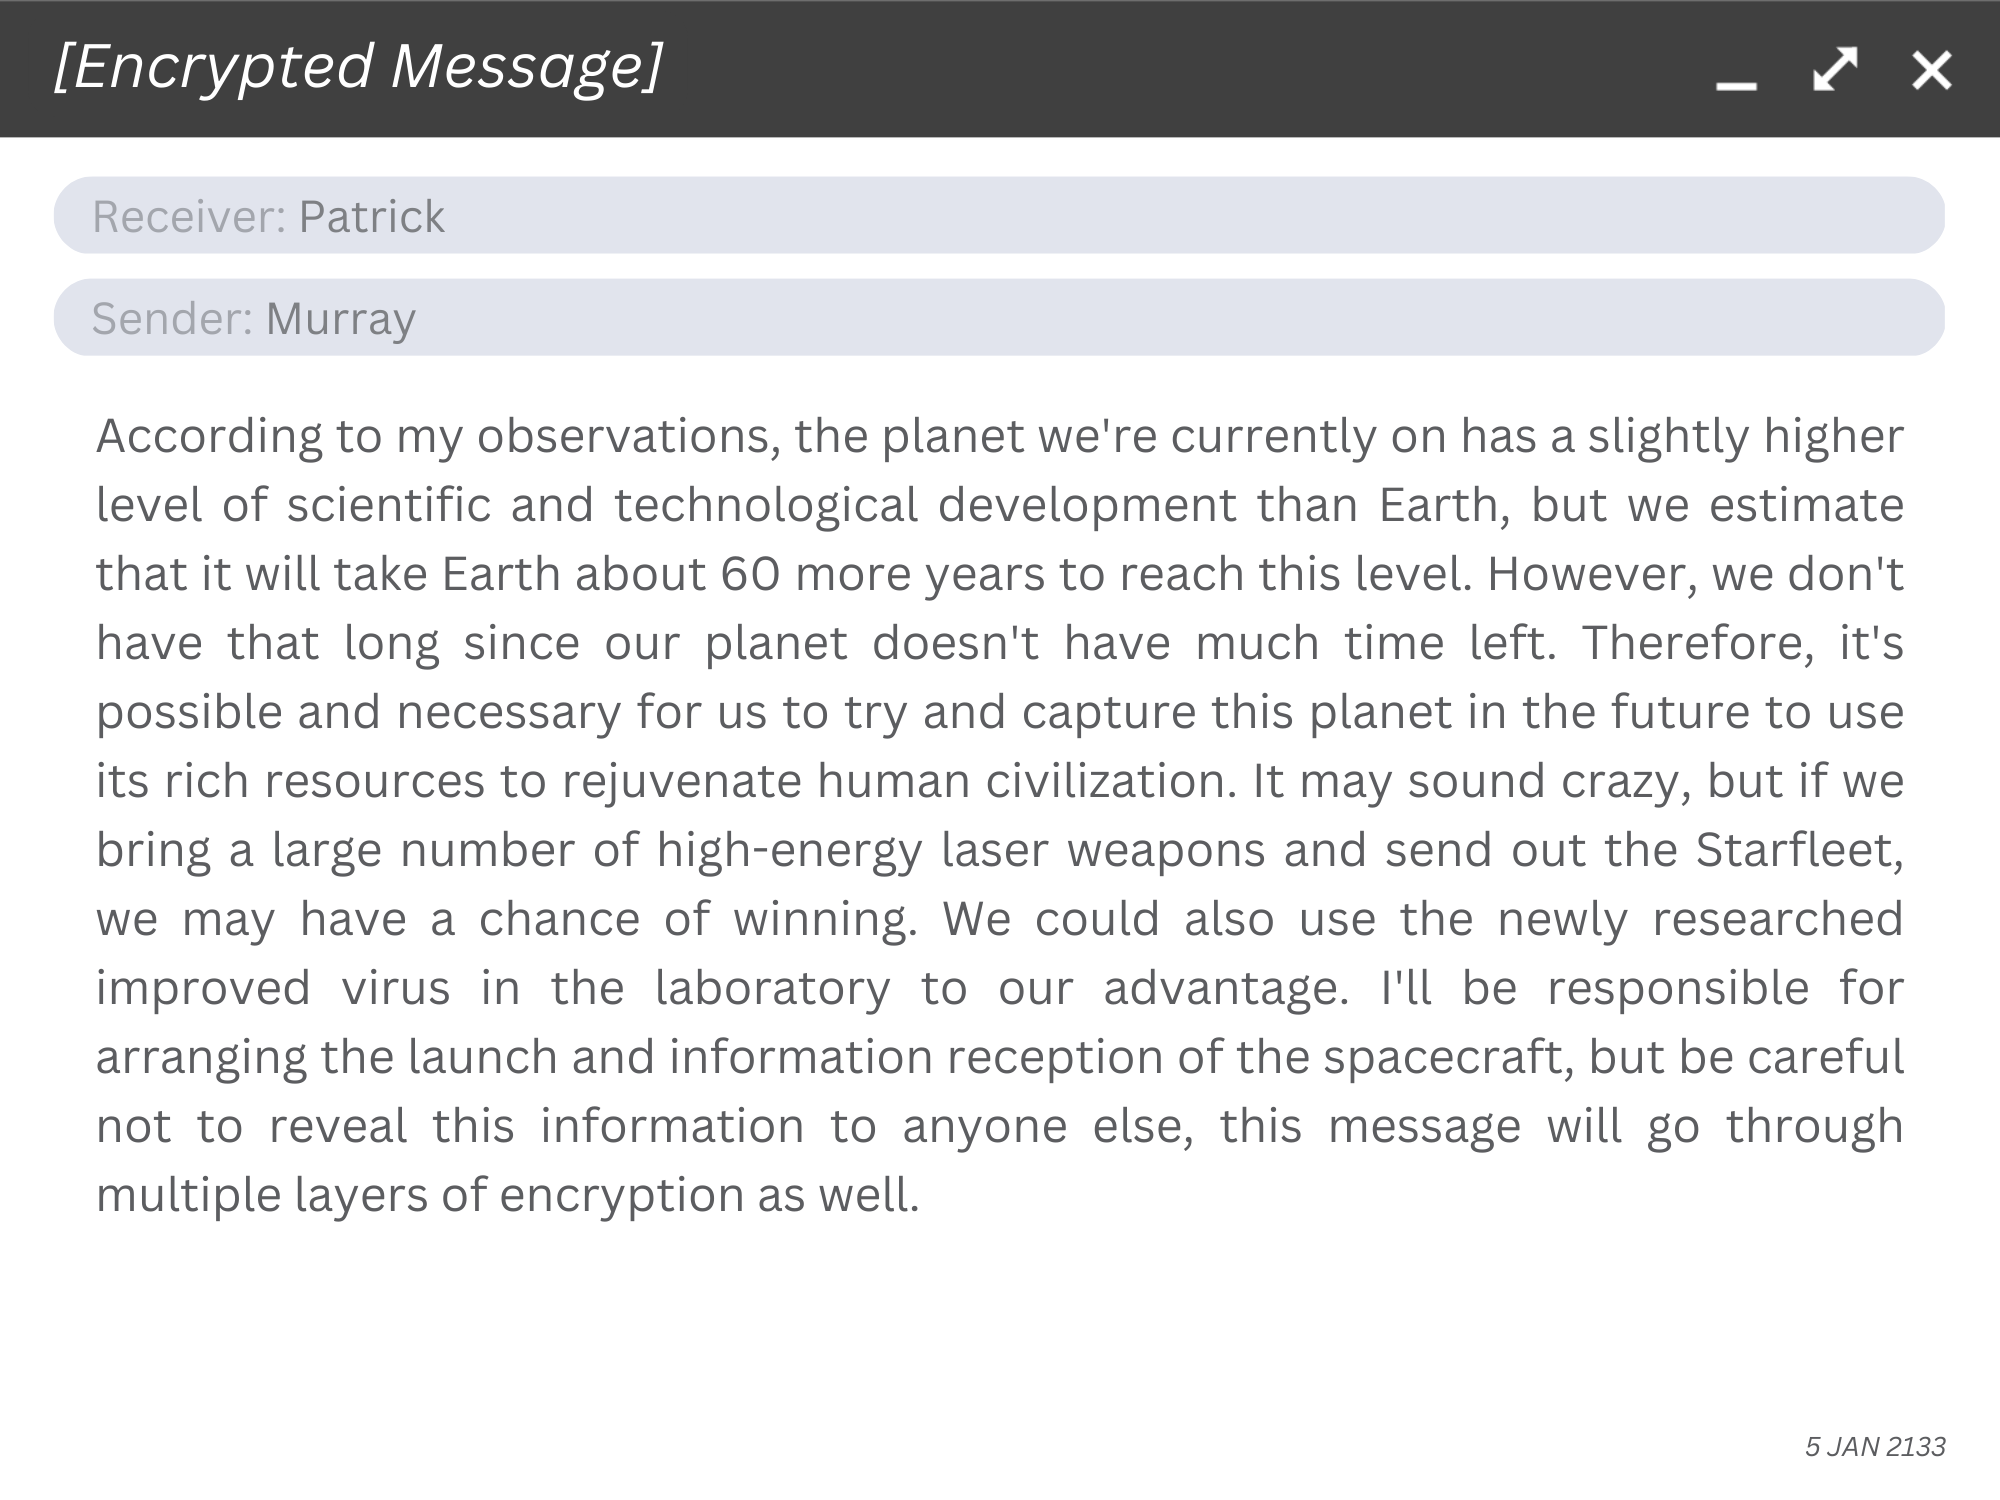 [Encrypted Message]
Receiver: Patrick
Sender: Murray
According to my observations, the planet we're currently on has a slightly higher
level of scientific and technological development than Earth, but we estimate
that it will take Earth about 60 more years to reach this level. However, we don't
have that long since our planet doesn't have much time left. Therefore, it's
possible and necessary for us to try and capture this planet in the future to use
its rich resources to rejuvenate human civilization. It may sound crazy, but if we
bring a large number of high-energy laser weapons and send out the Starfleet,
we may have a chance of winning. We could also use the newly researched
improved virus in the laboratory to our advantage. I'll be responsible for
arranging the launch and information reception of the spacecraft, but be careful
not to reveal this information to anyone else, this message will go through
multiple layers of encryption as well.
5 JAN 2133